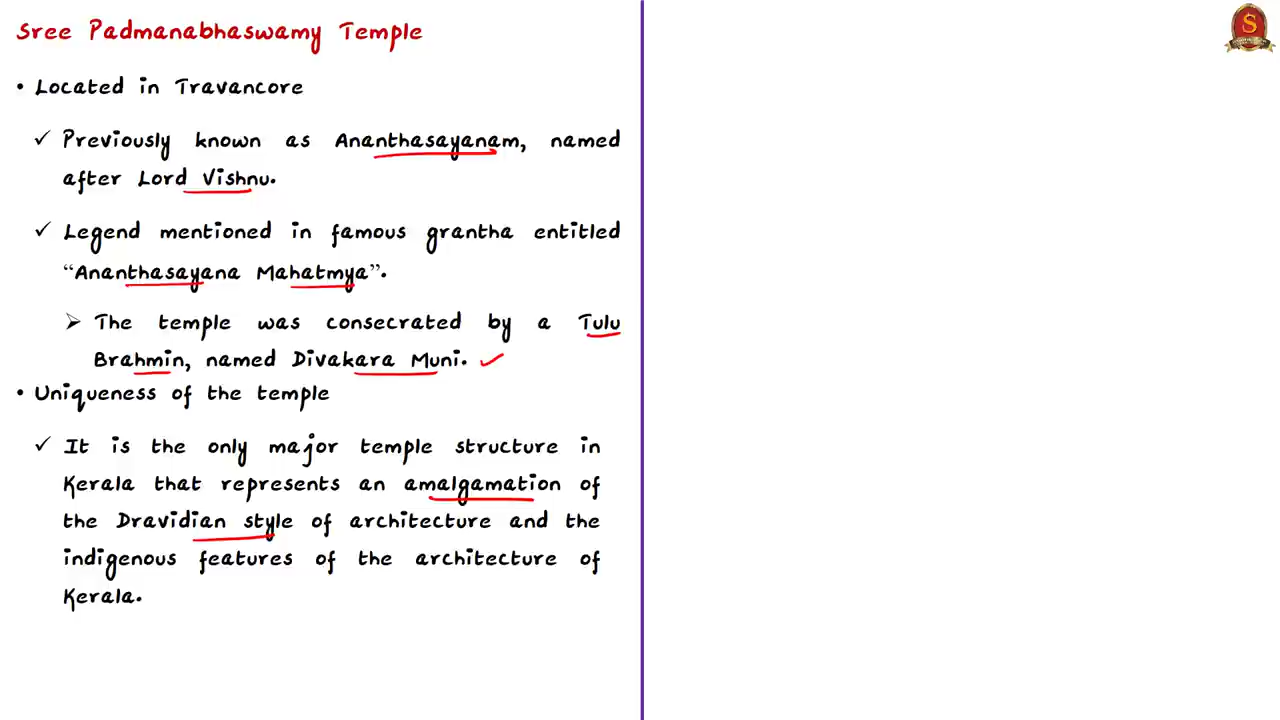 Sree Padmanabhaswamy Temple
• Located in Travancore
✓ Previously known as Ananthasayanam, named
after Lord Vishnu.
✓ Legend mentioned in famous grantha entitled
“Ananthasayana Mahatmya”.
➢ The temple was consecrated by a Tulu
Brahmin, named Divakara Muni.
• Uniqueness of the temple
✓ It is the only major temple structure in
Kerala that represents an amalgamation of
the Dravidian style of architecture and the
indigenous features of the architecture of
Kerala.
S